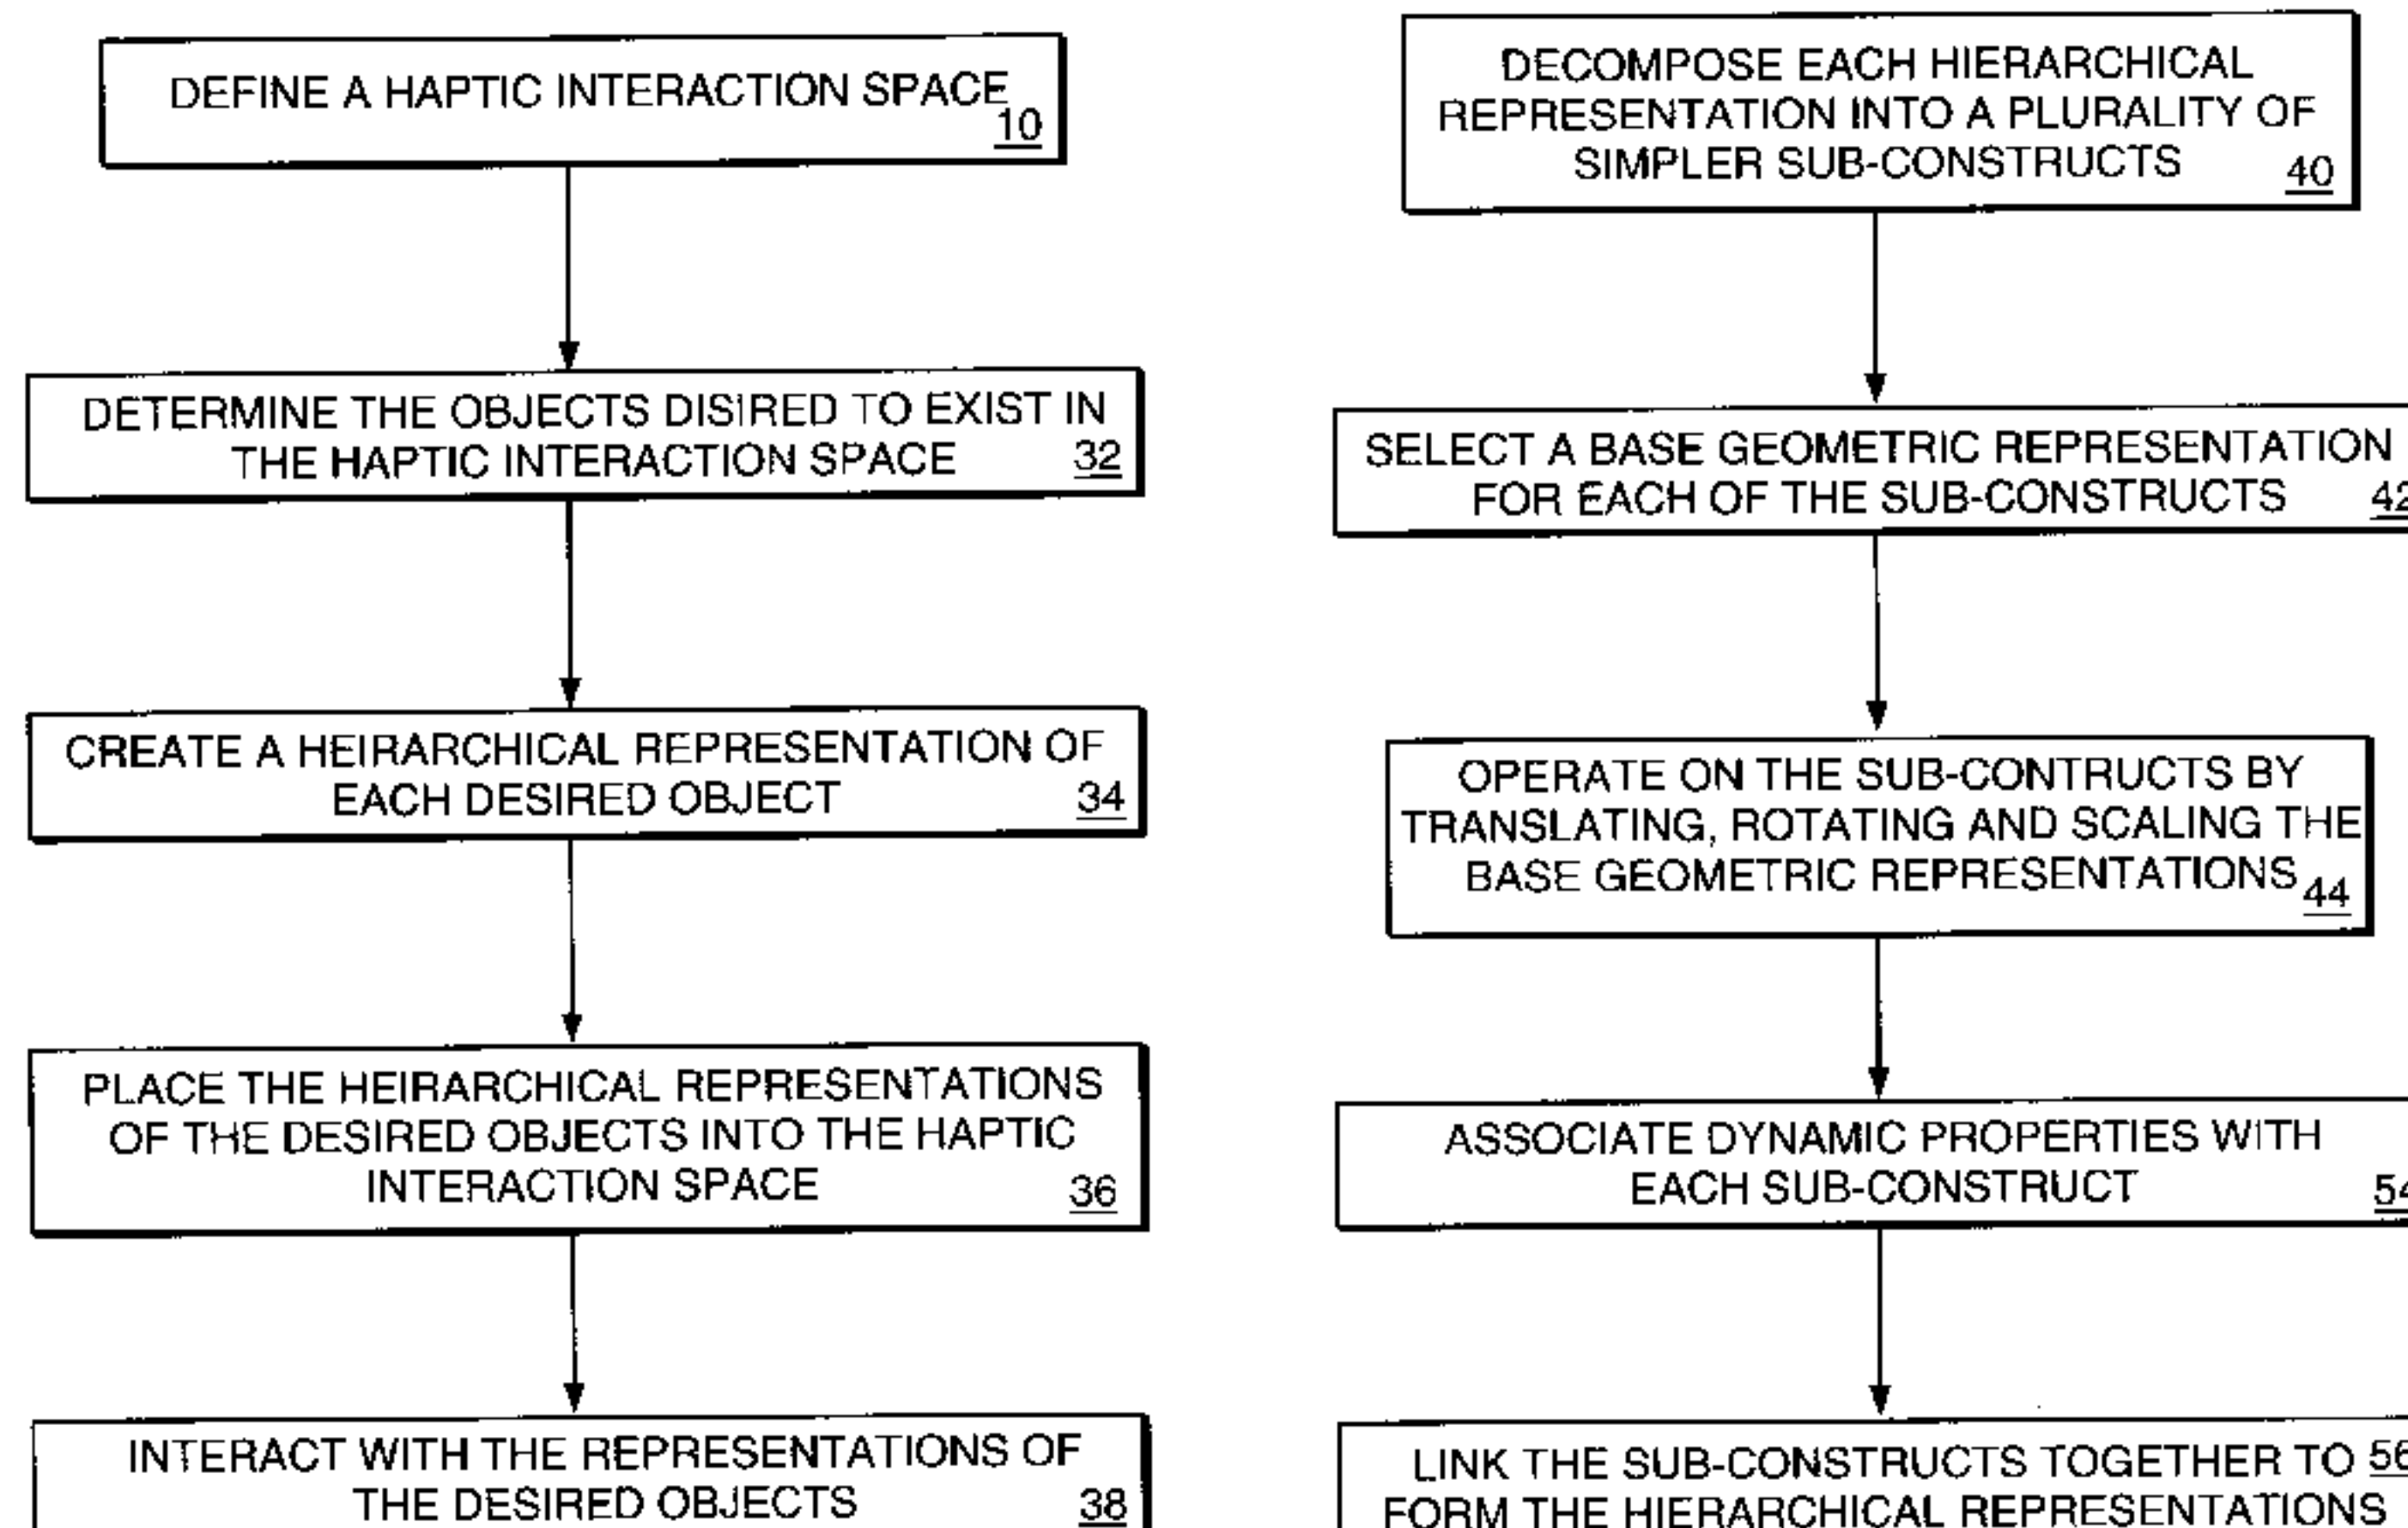 DEFINE A HAPTIC INTERACTION SPACE
10
DETERMINE THE OBJECTS DISIRED TO EXIST IN
THE HAPTIC INTERACTION SPACE 32
CREATE A HEIRARCHICAL REPRESENTATION OF
EACH DESIRED OBJECT 34
PLACE THE HEIRARCHICAL REPRESENTATIONS
OF THE DESIRED OBJECTS INTO THE HAPTIC
INTERACTION SPACE 36
INTERACT WITH THE REPRESENTATIONS OF
THE DESIRED OBJECTS 38
DECOMPOSE EACH HIERARCHICAL
REPRESENTATION INTO A PLURALITY OF
SIMPLER SUB-CONSTRUCTS 40
SELECT A BASE GEOMETRIC REPRESENTATION
FOR EACH OF THE SUB-CONSTRUCTS 42
OPERATE ON THE SUB-CONTRUCTS BY
TRANSLATING, ROTATING AND SCALING THE
BASE GEOMETRIC REPRESENTATIONS 44
ASSOCIATE DYNAMIC PROPERTIES WITH
EACH SUB-CONSTRUCT 54
LINK THE SUB-CONSTRUCTS TOGETHER TO 56
FORM THE HIERARCHICAL REPRESENTATIONS